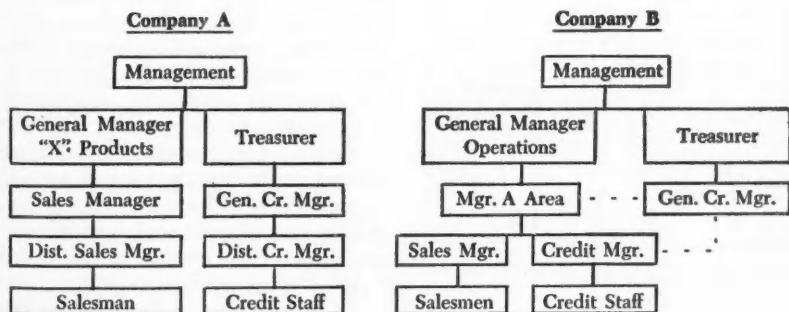 Company A
Management
General Manager
"X" Products
Treasurer
Sales Manager
Gen. Cr. Mgr.
Dist. Sales Mgr.
Dist. Cr. Mgr.
Salesman
Credit Staff
Company B
Management
General Manager
Operations
Treasurer
Mgr. A Area
Gen. Cr. Mgr.
Sales Mgr.
Credit Mgr.
Salesmen
Credit Staff